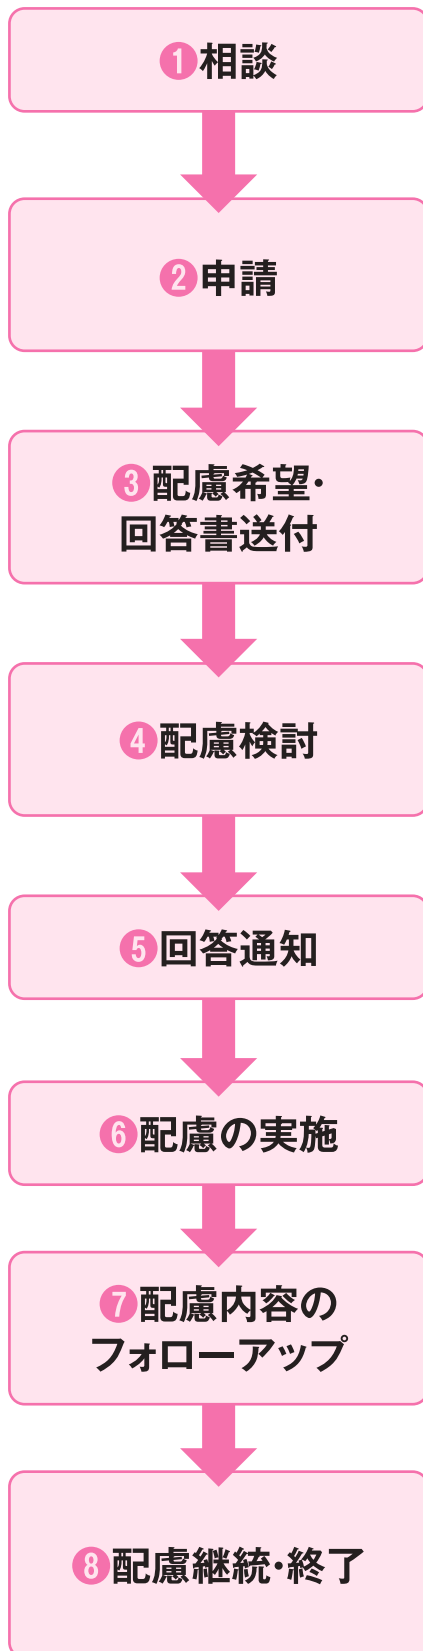 ❶相談
❷申請
❸配慮希望・
回答書送付
❹配慮検討
❺回答通知
❻配慮の実施
❼配慮内容の
フォローアップ
❽配慮継続・終了